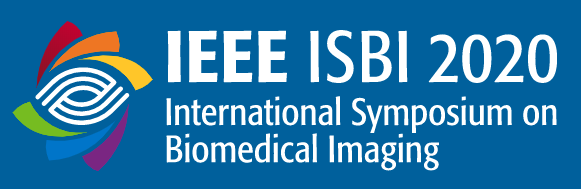 IEEE ISBI 2020
International Symposium on
Biomedical Imaging